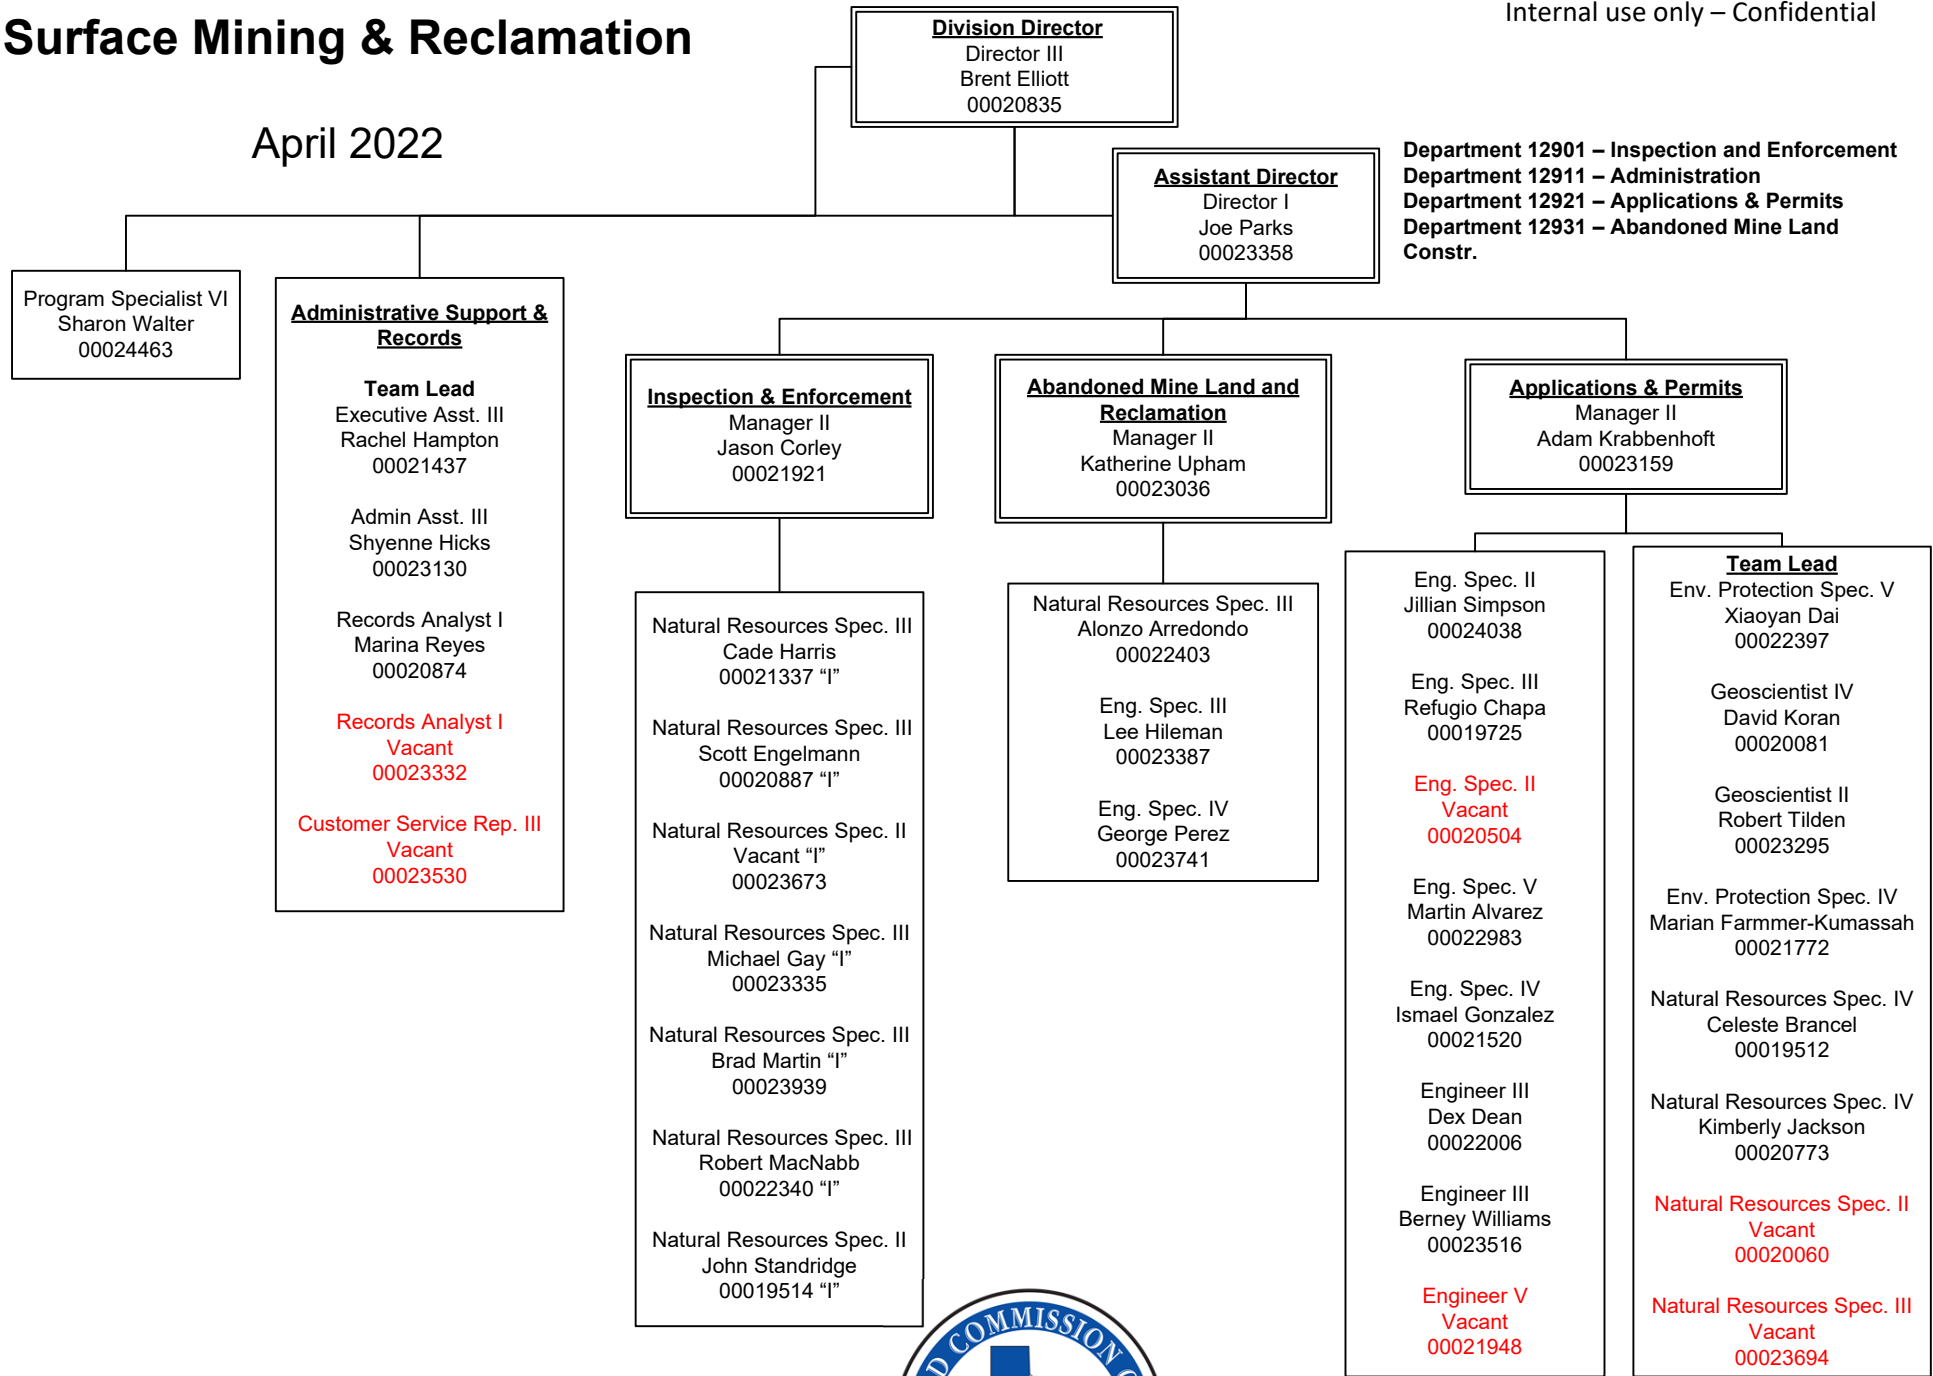 Surface Mining & Reclamation
April 2022
Internal use only – Confidential
Division Director
Director III
Brent Elliott
00020835
Assistant Director
Director I
Joe Parks
00023358
Department 12901 – Inspection and Enforcement
Department 12911 – Administration
Department 12921 – Applications & Permits
Department 12931 – Abandoned Mine Land
Constr.
Program Specialist VI
Sharon Walter
00024463
Administrative Support &
Records
Team Lead
Executive Asst. III
Rachel Hampton
00021437
Admin Asst. III
Shyenne Hicks
00023130
Records Analyst I
Marina Reyes
00020874
Records Analyst I
Vacant
00023332
Customer Service Rep. III
Vacant
00023530
Inspection & Enforcement
Manager II
Jason Corley
00021921
Natural Resources Spec. III
Cade Harris
00021337 “I”
Natural Resources Spec. III
Scott Engelmann
00020887 “I”
Natural Resources Spec. II
Vacant “I”
00023673
Natural Resources Spec. III
Michael Gay “I”
00023335
Natural Resources Spec. III
Brad Martin “I”
00023939
Natural Resources Spec. III
Robert MacNabb
00022340 “I”
Natural Resources Spec. II
John Standridge
00019514 “I”
Abandoned Mine Land and
Reclamation
Manager II
Katherine Upham
00023036
Natural Resources Spec. III
Alonzo Arredondo
00022403
Eng. Spec. III
Lee Hileman
00023387
Eng. Spec. IV
George Perez
00023741
Applications & Permits
Manager II
Adam Krabbenhoft
00023159
Eng. Spec. II
Jillian Simpson
00024038
Eng. Spec. III
Refugio Chapa
00019725
Eng. Spec. II
Vacant
00020504
Eng. Spec. V
Martin Alvarez
00022983
Eng. Spec. IV
Ismael Gonzalez
00021520
Engineer III
Dex Dean
00022006
Engineer III
Berney Williams
00023516
Engineer V
Vacant
00021948
Team Lead
Env. Protection Spec. V
Xiaoyan Dai
00022397
Geoscientist IV
David Koran
00020081
Geoscientist II
Robert Tilden
00023295
Env. Protection Spec. IV
Marian Farmmer-Kumassah
00021772
Natural Resources Spec. IV
Celeste Brancel
00019512
Natural Resources Spec. IV
Kimberly Jackson
00020773
Natural Resources Spec. II
Vacant
00020060
Natural Resources Spec. III
Vacant
00023694
COMMISSION